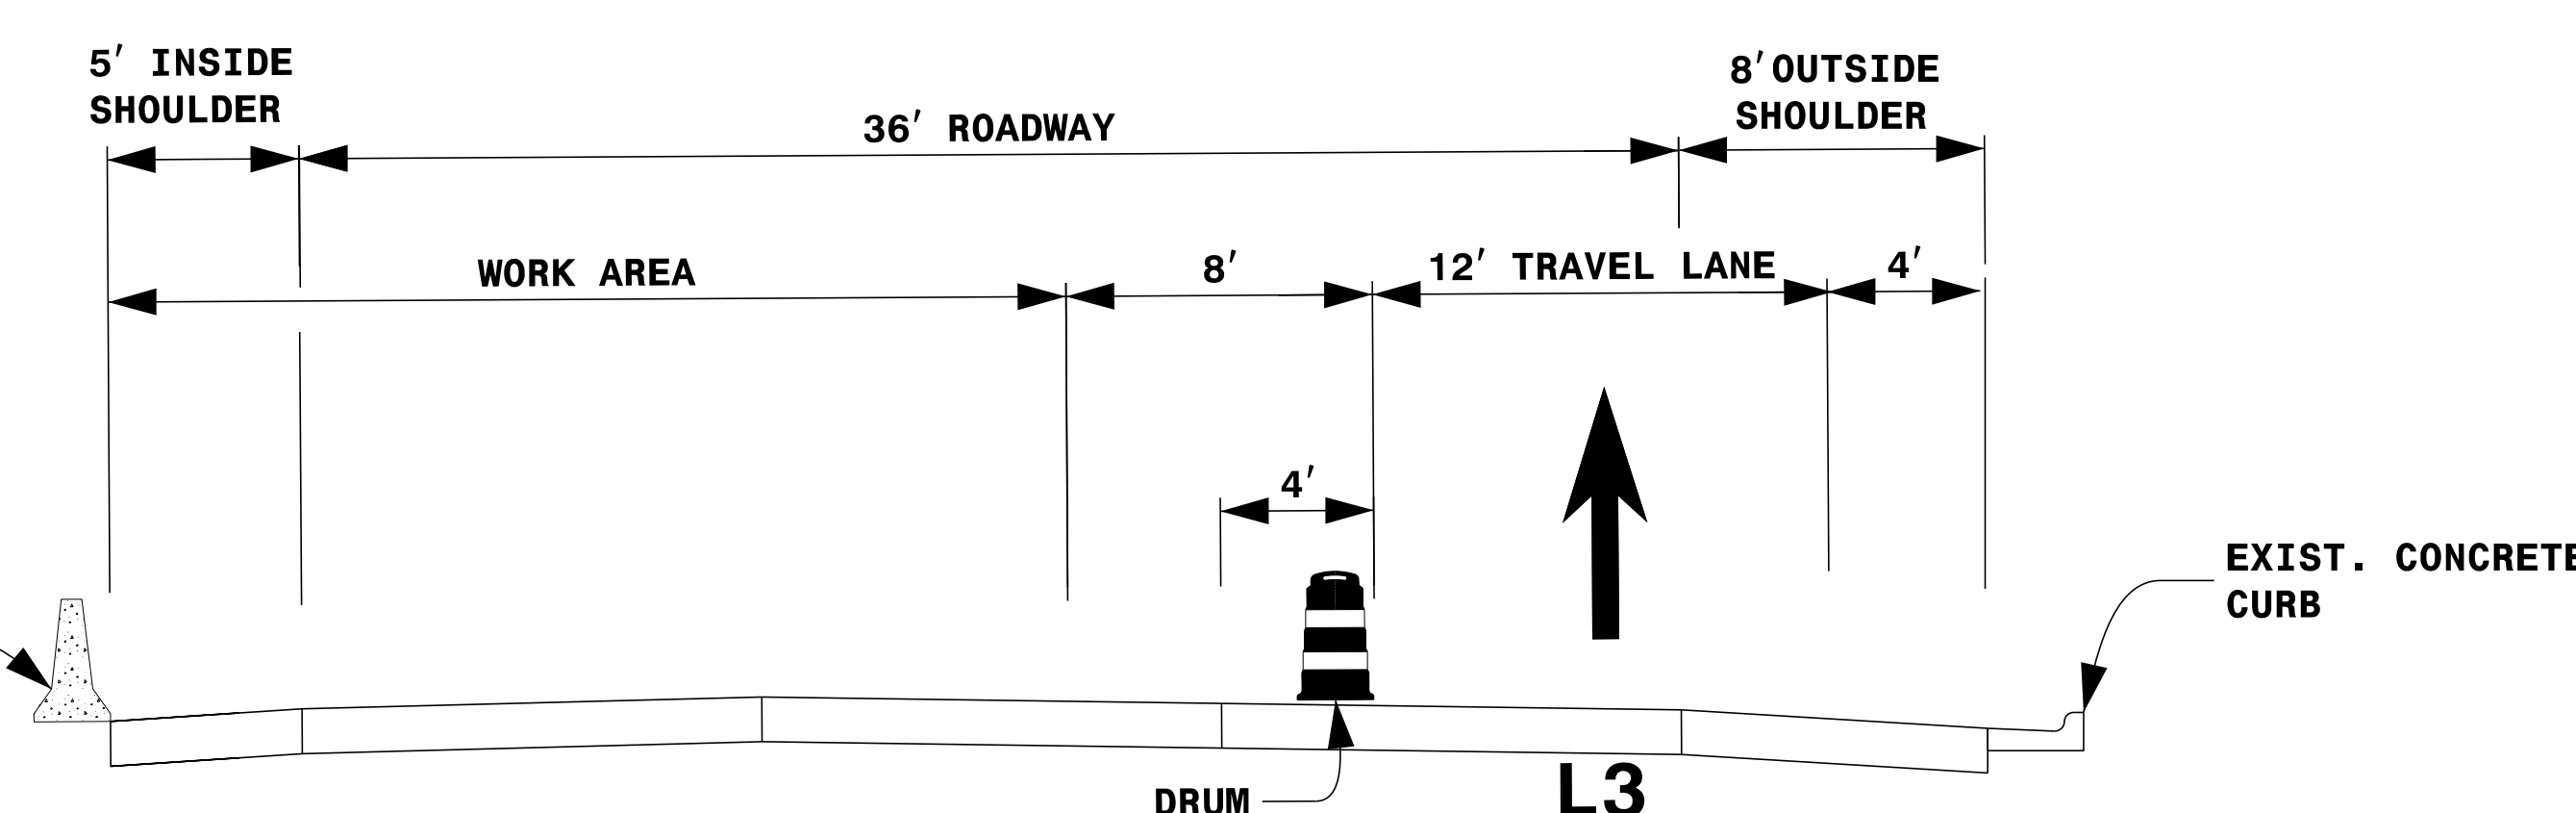 5' INSIDE
SHOULDER
36' ROADWAY
8'OUTSIDE
SHOULDER
WORK AREA
8'
12' TRAVEL LANE
4'
4'
EXIST. CONCRETE
CURB
DRUM
L3